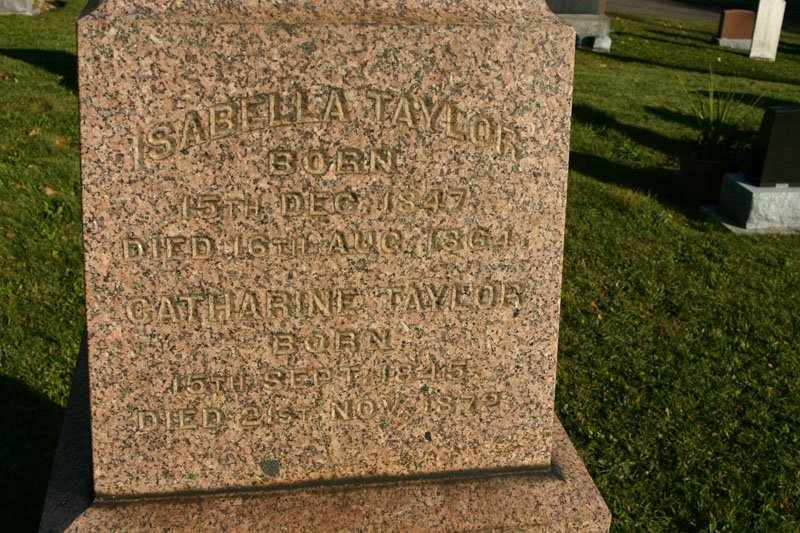 ISABELLA TAYLOR
BORN
15TH DEC. 1847
DIED 16TH AUG. 1864.
CATHARINE TAYLOR
BORN
15TH SEPT. 1845.
DIED 21ST NOV. 1872.